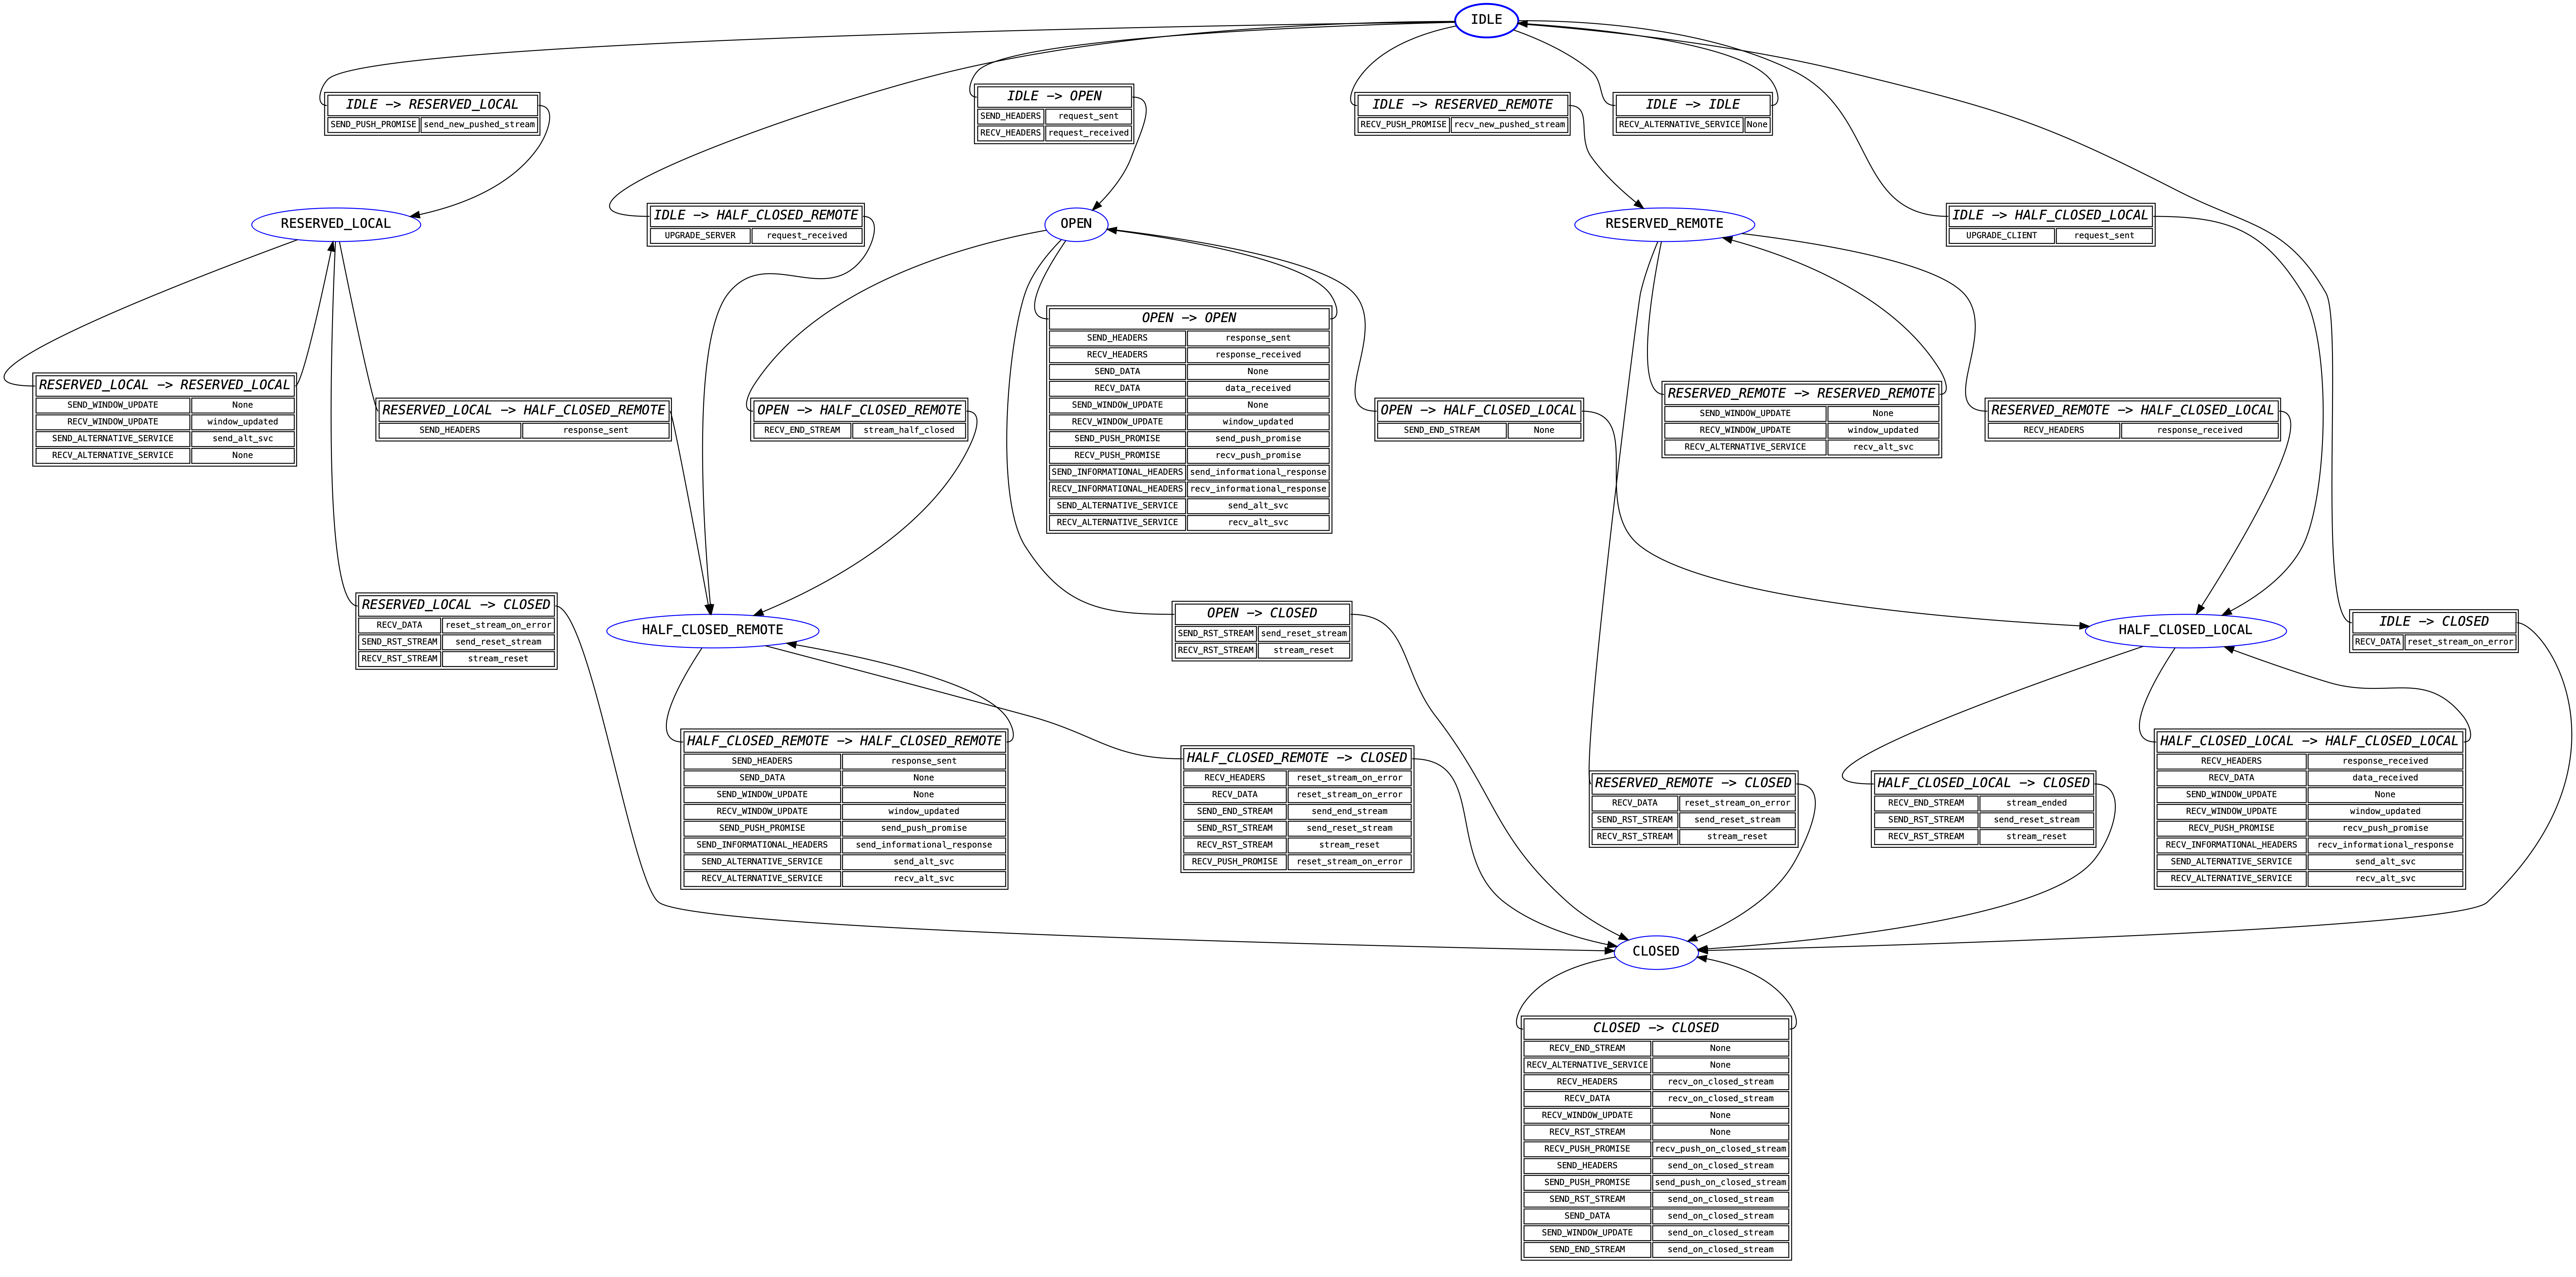 IDLE
IDLE -> RESERVED_LOCAL
SEND_PUSH_PROMISE send_new_pushed_stream
IDLE -> OPEN
SEND_HEADERS request_sent
RECV_HEADERS request_received
IDLE -> RESERVED_REMOTE
RECV_PUSH_PROMISE recv_new_pushed_stream
IDLE -> IDLE
RECV_ALTERNATIVE_SERVICE None
RESERVED_LOCAL
IDLE -> HALF_CLOSED_REMOTE
UPGRADE_SERVER request_received
OPEN
RESERVED_REMOTE
IDLE -> HALF_CLOSED_LOCAL
UPGRADE_CLIENT request_sent
RESERVED_LOCAL -> RESERVED_LOCAL
SEND_WINDOW_UPDATE None
RECV_WINDOW_UPDATE window_updated
SEND_ALTERNATIVE_SERVICE send_alt_svc
RECV_ALTERNATIVE_SERVICE None
RESERVED_LOCAL -> HALF_CLOSED_REMOTE
SEND_HEADERS response_sent
OPEN -> HALF_CLOSED_REMOTE
RECV_END_STREAM stream_half_closed
OPEN -> OPEN
SEND_HEADERS response_sent
RECV_HEADERS response_received
SEND_DATA None
RECV_DATA data_received
SEND_WINDOW_UPDATE None
RECV_WINDOW_UPDATE window_updated
SEND_PUSH_PROMISE send_push_promise
RECV_PUSH_PROMISE recv_push_promise
SEND_INFORMATIONAL_HEADERS send_informational_response
RECV_INFORMATIONAL_HEADERS recv_informational_response
SEND_ALTERNATIVE_SERVICE send_alt_svc
RECV_ALTERNATIVE_SERVICE recv_alt_svc
OPEN -> HALF_CLOSED_LOCAL
SEND_END_STREAM None
RESERVED_REMOTE -> RESERVED_REMOTE
SEND_WINDOW_UPDATE None
RECV_WINDOW_UPDATE window_updated
RECV_ALTERNATIVE_SERVICE recv_alt_svc
RESERVED_REMOTE -> HALF_CLOSED_LOCAL
RECV_HEADERS response_received
RESERVED_LOCAL -> CLOSED
RECV_DATA reset_stream_on_error
SEND_RST_STREAM send_reset_stream
RECV_RST_STREAM stream_reset
HALF_CLOSED_REMOTE
OPEN -> CLOSED
SEND_RST_STREAM send_reset_stream
RECV_RST_STREAM stream_reset
HALF_CLOSED_LOCAL
IDLE -> CLOSED
RECV_DATA reset_stream_on_error
HALF_CLOSED_REMOTE -> HALF_CLOSED_REMOTE
SEND_HEADERS response_sent
SEND_DATA None
SEND_WINDOW_UPDATE None
RECV_WINDOW_UPDATE window_updated
SEND_PUSH_PROMISE send_push_promise
SEND_INFORMATIONAL_HEADERS send_informational_response
SEND_ALTERNATIVE_SERVICE send_alt_svc
RECV_ALTERNATIVE_SERVICE recv_alt_svc
HALF_CLOSED_REMOTE -> CLOSED
RECV_HEADERS reset_stream_on_error
RECV_DATA reset_stream_on_error
SEND_END_STREAM send_end_stream
SEND_RST_STREAM send_reset_stream
RECV_RST_STREAM stream_reset
RECV_PUSH_PROMISE reset_stream_on_error
RESERVED_REMOTE -> CLOSED
RECV_DATA reset_stream_on_error
SEND_RST_STREAM send_reset_stream
RECV_RST_STREAM stream_reset
HALF_CLOSED_LOCAL -> CLOSED
RECV_END_STREAM stream_ended
SEND_RST_STREAM send_reset_stream
RECV_RST_STREAM stream_reset
HALF_CLOSED_LOCAL -> HALF_CLOSED_LOCAL
RECV_HEADERS response_received
RECV_DATA data_received
SEND_WINDOW_UPDATE None
RECV_WINDOW_UPDATE window_updated
RECV_PUSH_PROMISE recv_push_promise
RECV_INFORMATIONAL_HEADERS recv_informational_response
SEND_ALTERNATIVE_SERVICE send_alt_svc
RECV_ALTERNATIVE_SERVICE recv_alt_svc
CLOSED
CLOSED -> CLOSED
RECV_END_STREAM None
RECV_ALTERNATIVE_SERVICE None
RECV_HEADERS recv_on_closed_stream
RECV_DATA recv_on_closed_stream
RECV_WINDOW_UPDATE None
RECV_RST_STREAM None
RECV_PUSH_PROMISE recv_push_on_closed_stream
SEND_HEADERS send_on_closed_stream
SEND_PUSH_PROMISE send_push_on_closed_stream
SEND_RST_STREAM send_on_closed_stream
SEND_DATA send_on_closed_stream
SEND_WINDOW_UPDATE send_on_closed_stream
SEND_END_STREAM send_on_closed_stream